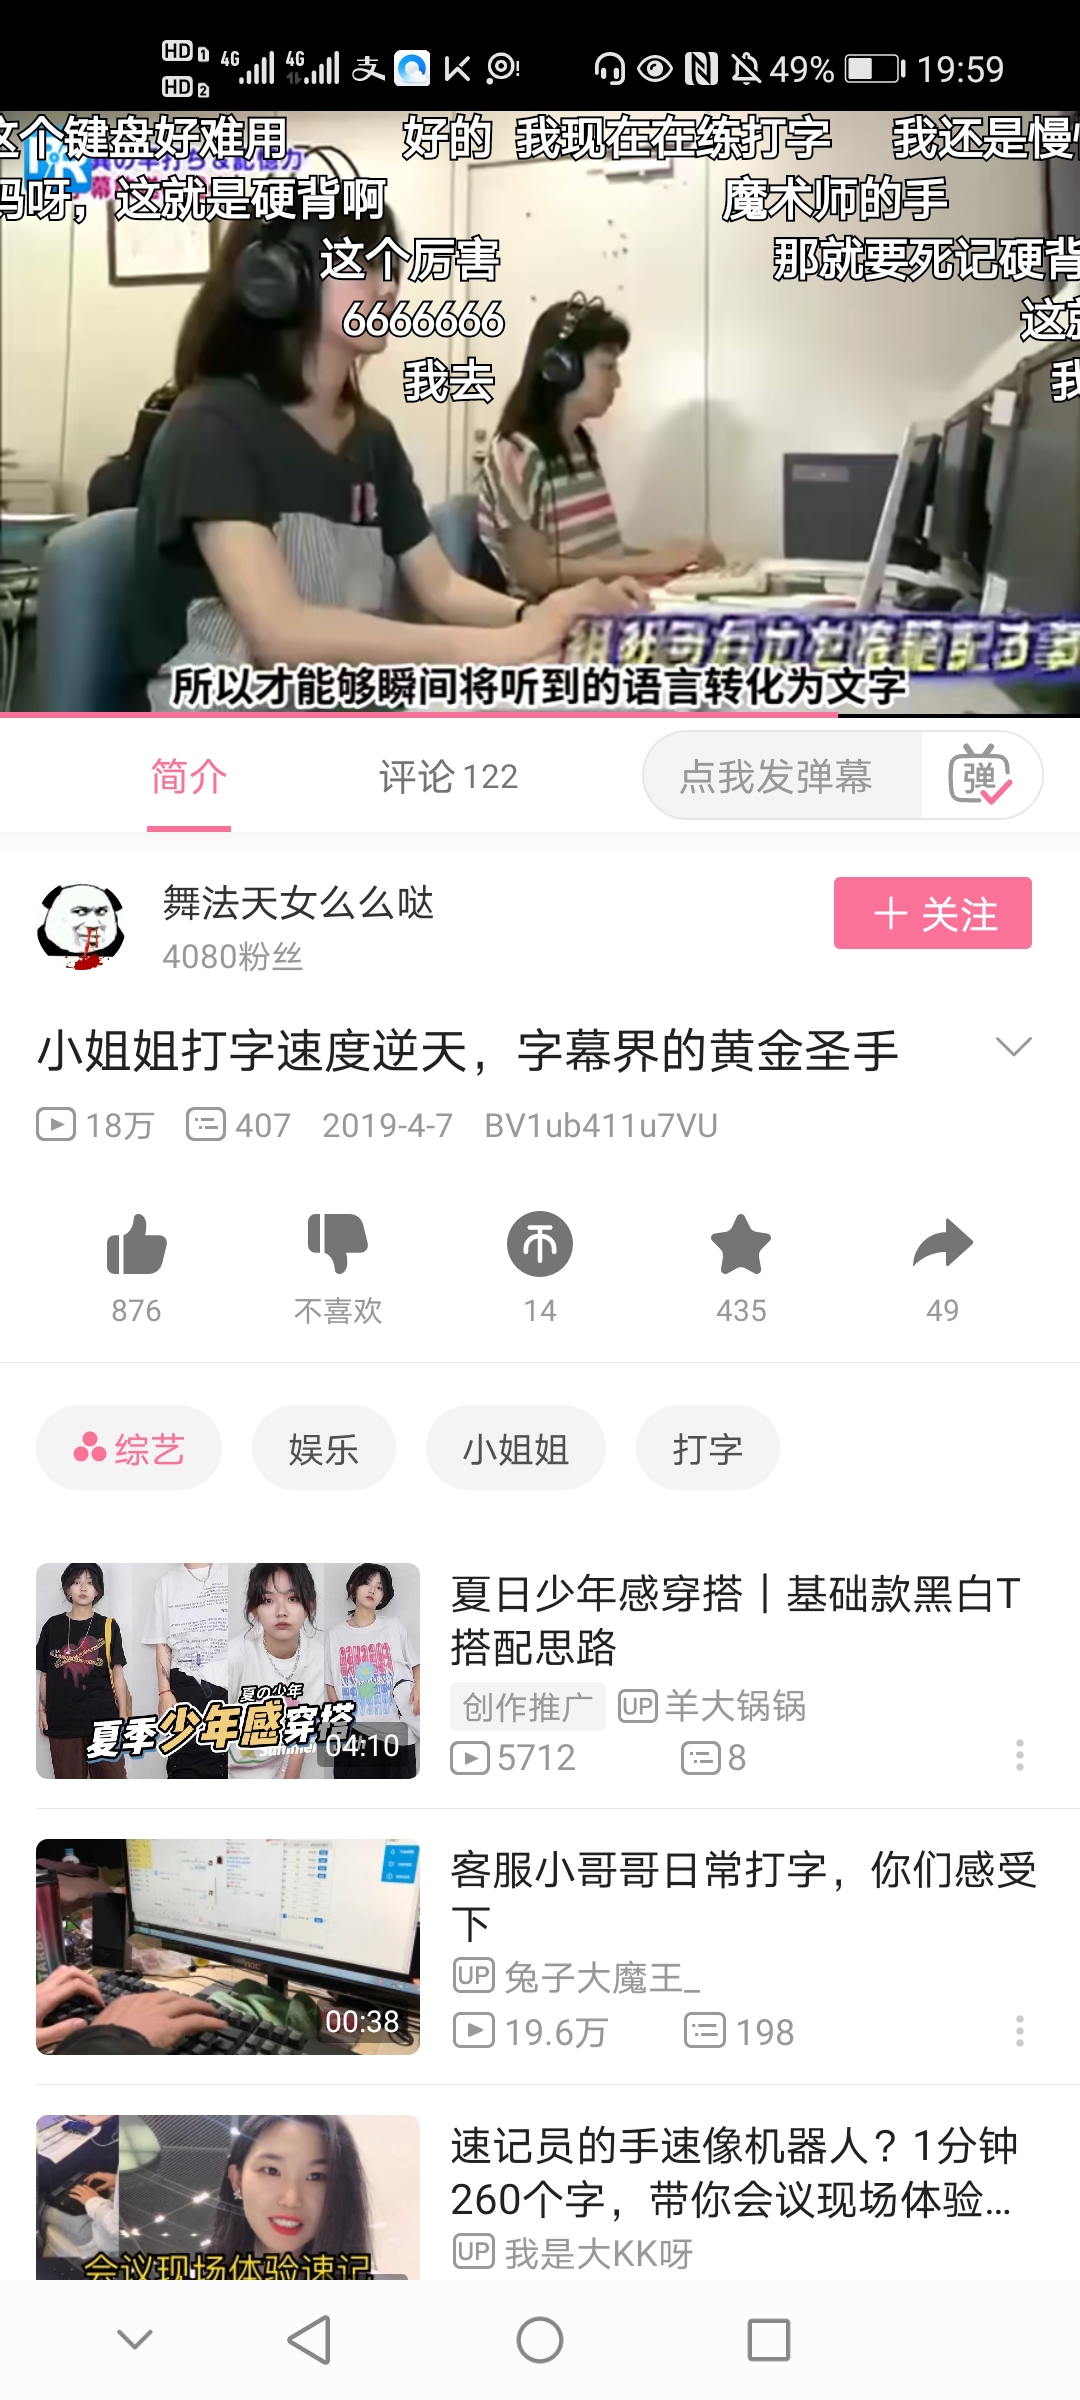 HD 1 4G 4G 支 49% 19:59
HD 2
这个键盘好难用 好的 我现在在练打字 我还是慢
妈呀，这就是硬背啊 魔术师的手
这个厉害 那就要死记硬背
6666666
我去 我
所以才能够瞬间将听到的语言转化为文字
简介 评论 122 点我发弹幕 弹
舞法天女么么哒
4080粉丝
+ 关注
小姐姐打字速度逆天，字幕界的黄金圣手
18万 407 2019-4-7 BV1ub411u7VU
876 不喜欢 14 435 49
综艺 娱乐 小姐姐 打字
夏日少年感穿搭｜基础款黑白T
搭配思路
创作推广 UP 羊大锅锅
5712 8
夏の少年
夏季少年感穿搭
Summer
04:10
客服小哥哥日常打字，你们感受
下
UP 兔子大魔王_
19.6万 198
00:38
速记员的手速像机器人？1分钟
260个字，带你会议现场体验...
UP 我是大KK呀
会议现场体验速记